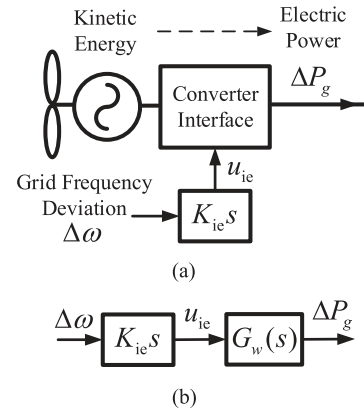 Kinetic Energy
Electric Power
ΔP_g
Converter Interface
u_ie
Grid Frequency Deviation
Δω
K_ie s
(a)
Δω
K_ie s
u_ie
G_w(s)
ΔP_g
(b)